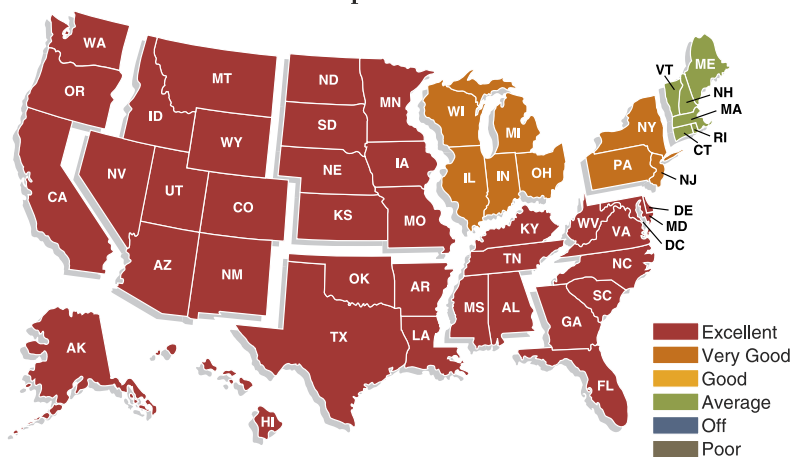 WA
OR
CA
ID
NV
MT
WY
UT
CO
AZ
NM
ND
SD
NE
KS
MN
IA
MO
OK
TX
AR
LA
WI
MI
IL
IN
OH
KY
TN
MS
AL
NY
PA
NJ
VT
ME
NH
MA
RI
CT
WV
VA
DE
MD
DC
NC
SC
GA
FL
AK
HI
Excellent
Very Good
Good
Average
Off
Poor